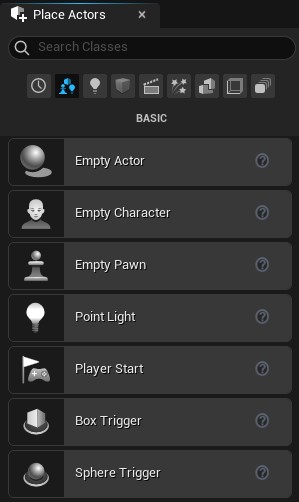 Place Actors
Search Classes
BASIC
Empty Actor
Empty Character
Empty Pawn
Point Light
Player Start
Box Trigger
Sphere Trigger